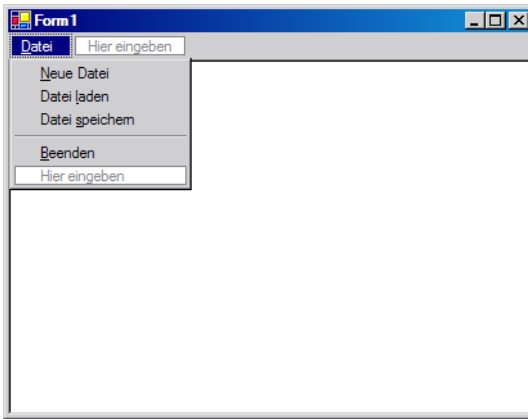 Form1
Datei Hier eingeben
Neue Datei
Datei laden
Datei speichern
Beenden
Hier eingeben